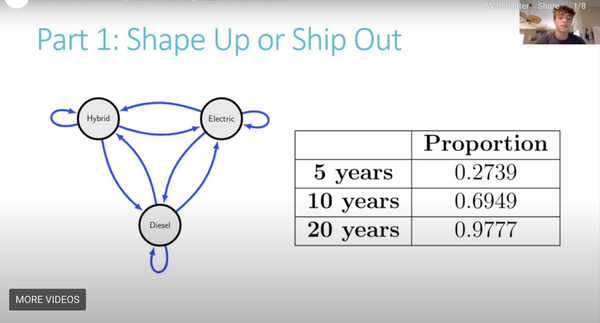 Watch later Share 1/8
Part 1: Shape Up or Ship Out
Hybrid Electric
Diesel
Proportion
5 years 0.2739
10 years 0.6949
20 years 0.9777
MORE VIDEOS